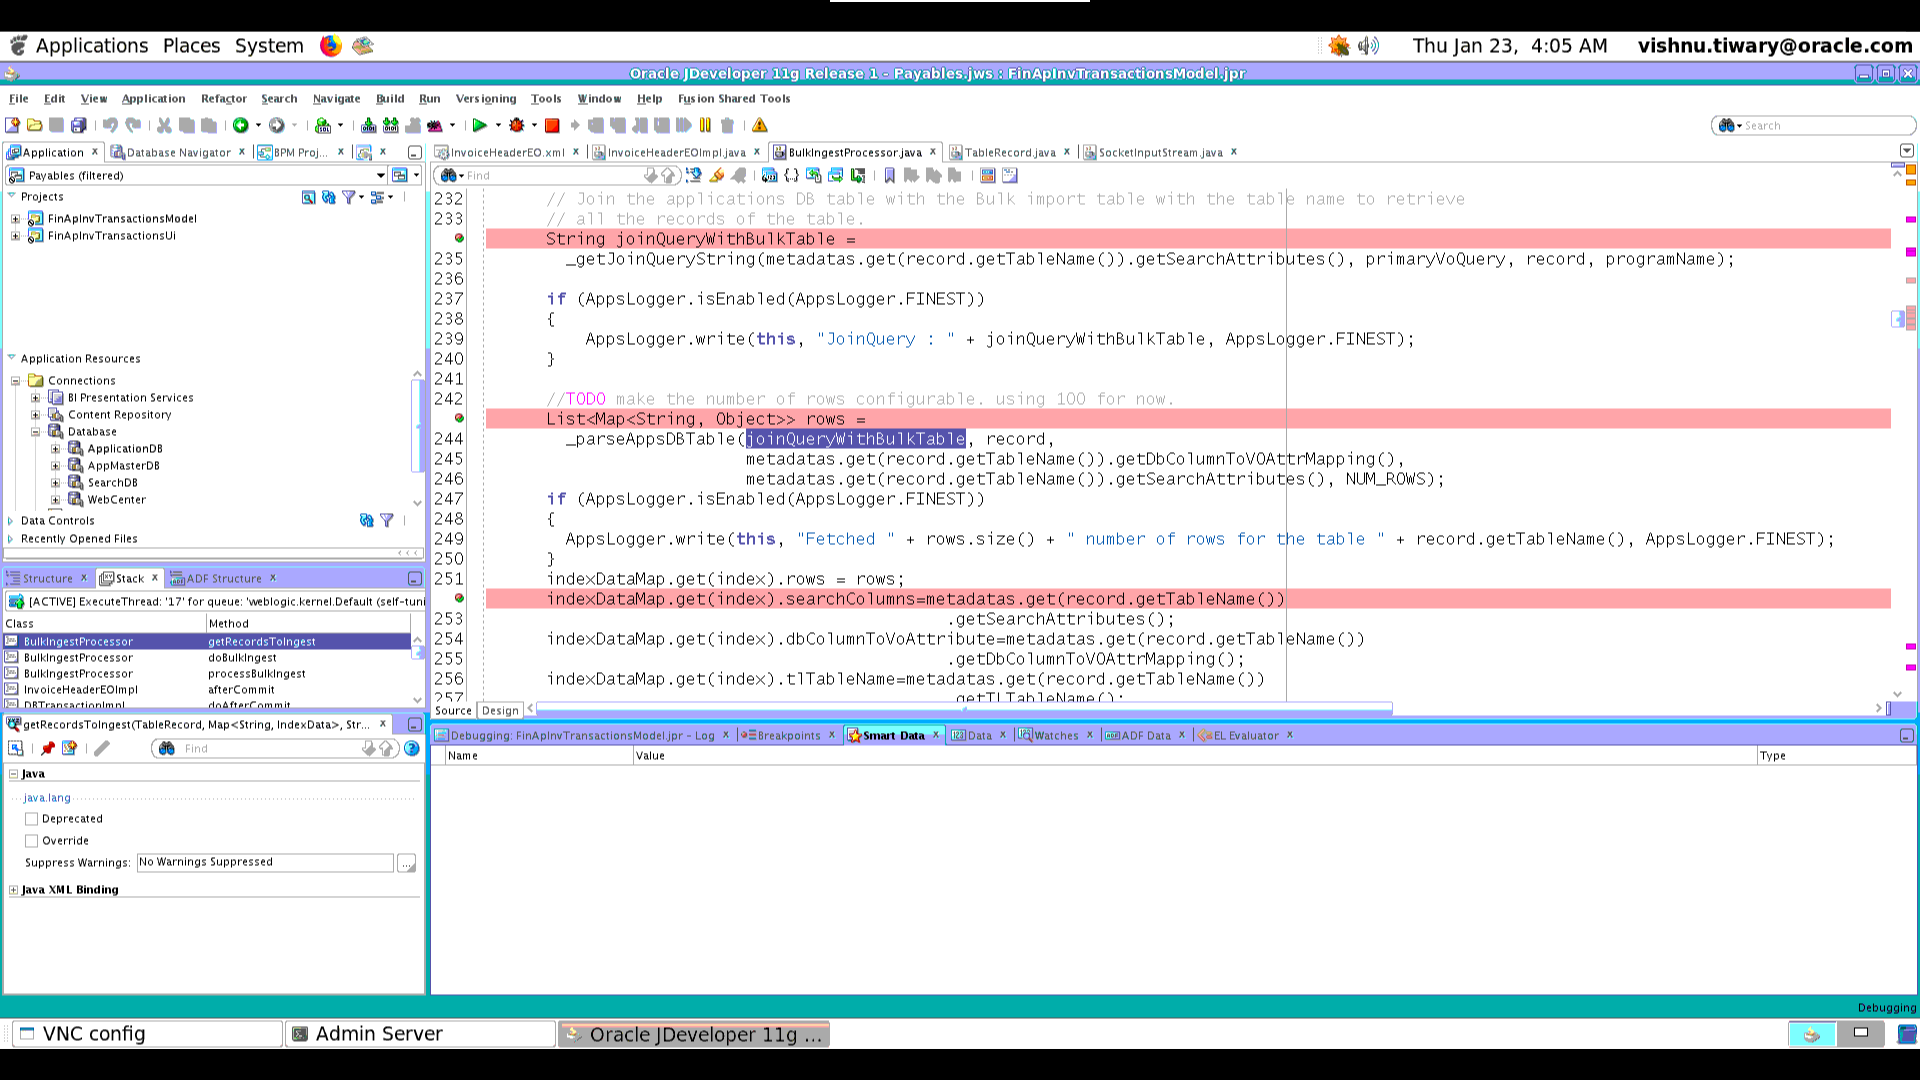 Applications Places System
Thu Jan 23, 4:05 AM vishnu.tiwary@oracle.com
Oracle JDeveloper 11g Release 1 - Payables.jws : FinApInvTransactionsModel.jpr
File Edit View Application Refactor Search Navigate Build Run Versioning Tools Window Help Fusion Shared Tools
Search
Application
Database Navigator
BPM Proj...
Payables (filtered)
Projects
FinApInvTransactionsModel
FinApInvTransactionsUi
Application Resources
Connections
BI Presentation Services
Content Repository
Database
ApplicationDB
AppMasterDB
SearchDB
WebCenter
Data Controls
Recently Opened Files
Structure
Stack
ADF Structure
[ACTIVE] ExecuteThread: '17' for queue: 'weblogic.kernel.Default (self-tuni
Class Method
BulkIngestProcessor getRecordsToIngest
BulkIngestProcessor doBulkIngest
BulkIngestProcessor processBulkIngest
InvoiceHeaderEOImpl afterCommit
DBTransactionImpl doAfterCommit
getRecordsToIngest(TableRecord, Map<String, IndexData>, Str...
Find
Java
java.lang
Deprecated
Override
Suppress Warnings: No Warnings Suppressed
...
Java XML Binding
InvoiceHeaderEO.xml
InvoiceHeaderEOImpl.java
BulkIngestProcessor.java
TableRecord.java
SocketInputStream.java
Find
232 // Join the applications DB table with the Bulk import table with the table name to retrieve
233 // all the records of the table.
String joinQueryWithBulkTable =
235 _getJoinQueryString(metadatas.get(record.getTableName()).getSearchAttributes(), primaryVoQuery, record, programName);
236
237 if (AppsLogger.isEnabled(AppsLogger.FINEST))
238 {
239 AppsLogger.write(this, "JoinQuery : " + joinQueryWithBulkTable, AppsLogger.FINEST);
240 }
241
242 //TODO make the number of rows configurable. using 100 for now.
List<Map<String, Object>> rows =
244 _parseAppsDBTable(joinQueryWithBulkTable, record,
245 metadatas.get(record.getTableName()).getDbColumnToVOAttrMapping(),
246 metadatas.get(record.getTableName()).getSearchAttributes(), NUM_ROWS);
247 if (AppsLogger.isEnabled(AppsLogger.FINEST))
248 {
249 AppsLogger.write(this, "Fetched " + rows.size() + " number of rows for the table " + record.getTableName(), AppsLogger.FINEST);
250 }
251 indexDataMap.get(index).rows = rows;
indexDataMap.get(index).searchColumns=metadatas.get(record.getTableName())
253 .getSearchAttributes();
254 indexDataMap.get(index).dbColumnToVoAttribute=metadatas.get(record.getTableName())
255 .getDbColumnToVOAttrMapping();
256 indexDataMap.get(index).tlTableName=metadatas.get(record.getTableName())
257 .getTLTableName();
Source Design
Debugging: FinApInvTransactionsModel.jpr - Log
Breakpoints
Smart Data
Data
Watches
ADF Data
EL Evaluator
Name Value Type
Debugging
VNC config
Admin Server
Oracle JDeveloper 11g ...